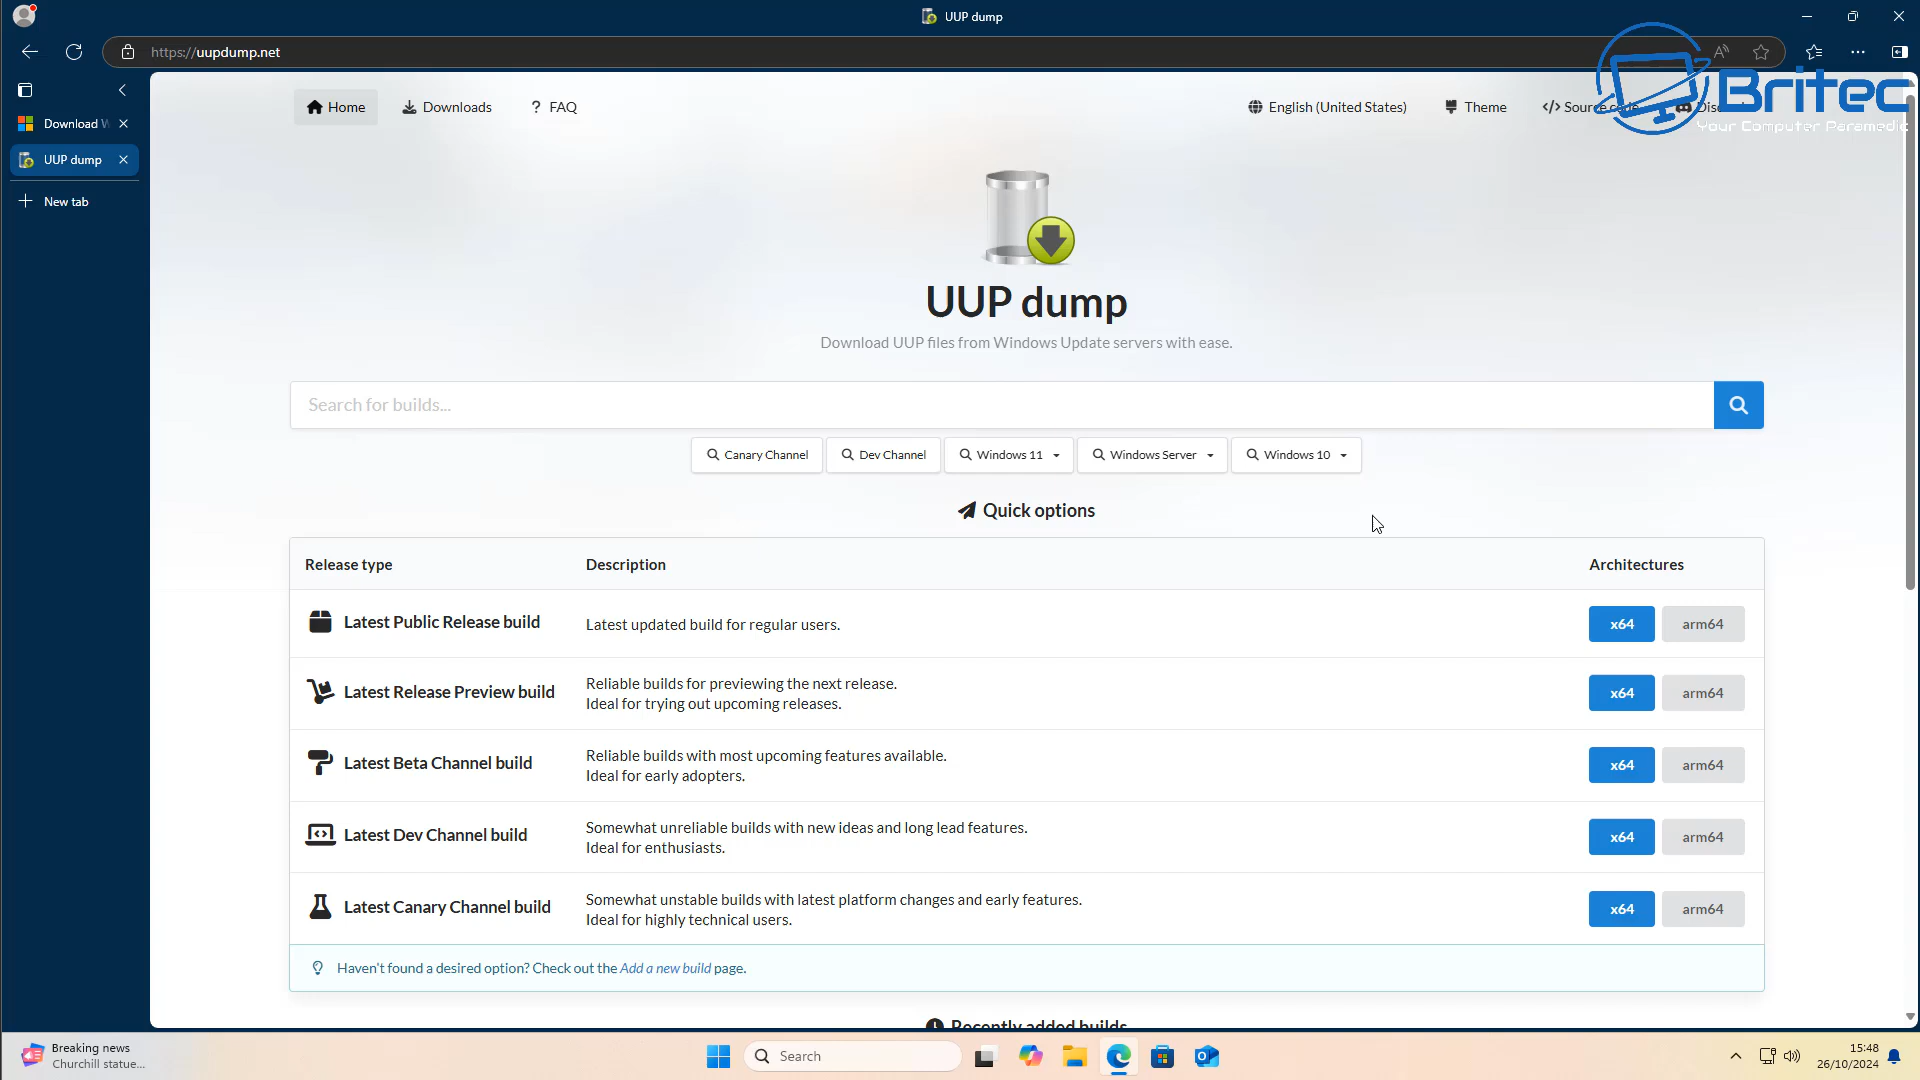 UUP dump
https://uupdump.net
Home
Downloads
? FAQ
English (United States)
Theme
</> Source code
Britec
Your Computer Paramedic
Download W
UUP dump
New tab
UUP dump
Download UUP files from Windows Update servers with ease.
Search for builds...
Canary Channel
Dev Channel
Windows 11
Windows Server
Windows 10
Quick options
Release type
Description
Architectures
Latest Public Release build
Latest updated build for regular users.
x64
arm64
Latest Release Preview build
Reliable builds for previewing the next release.
Ideal for trying out upcoming releases.
x64
arm64
Latest Beta Channel build
Reliable builds with most upcoming features available.
Ideal for early adopters.
x64
arm64
Latest Dev Channel build
Somewhat unreliable builds with new ideas and long lead features.
Ideal for enthusiasts.
x64
arm64
Latest Canary Channel build
Somewhat unstable builds with latest platform changes and early features.
Ideal for highly technical users.
x64
arm64
Haven't found a desired option? Check out the Add a new build page.
Recently added builds
Breaking news
Churchill statue...
Search
15:48
26/10/2024